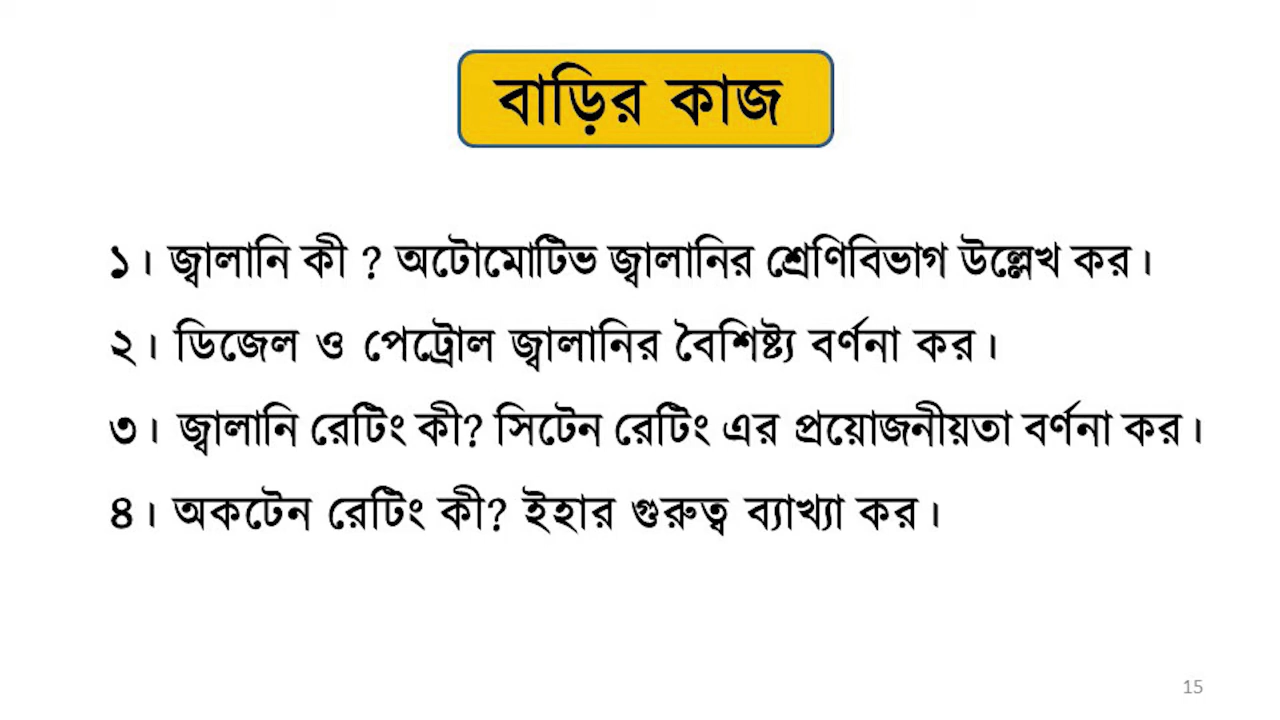 বাড়ির কাজ
১। জ্বালানি কী ? অটোমোটিভ জ্বালানির শ্রেণিবিভাগ উল্লেখ কর।
২। ডিজেল ও পেট্রোল জ্বালানির বৈশিষ্ট্য বর্ণনা কর।
৩। জ্বালানি রেটিং কী? সিটেন রেটিং এর প্রয়োজনীয়তা বর্ণনা কর।
৪। অকটেন রেটিং কী? ইহার গুরুত্ব ব্যাখ্যা কর।
15